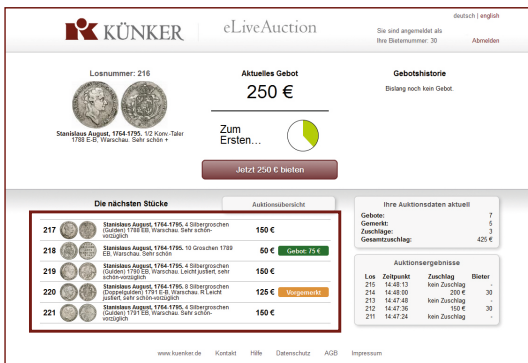 deutsch | english
KÜNKER
eLiveAuction
Sie sind angemeldet als
Ihre Bieternummer: 30 Abmelden
Losnummer: 216
Stanislaus August, 1764-1795. 1/2 Konv.-Taler
1788 E-B, Warschau. Sehr schön +
Aktuelles Gebot
250 €
Zum
Ersten...
Jetzt 250 € bieten
Gebotshistorie
Bislang noch kein Gebot.
Die nächsten Stücke
Auktionsübersicht
217 Stanislaus August, 1764-1795. 4 Silbergroschen
(Gulden) 1788 EB, Warschau. Sehr schön-
vorzüglich
150 €
218 Stanislaus August, 1764-1795. 10 Groschen 1789
EB, Warschau. Sehr schön
50 € Gebot: 75 €
219 Stanislaus August, 1764-1795. 4 Silbergroschen
(Gulden) 1790 EB, Warschau. Leicht justiert, sehr
schön-vorzüglich
150 €
220 Stanislaus August, 1764-1795. 8 Silbergroschen
(Doppelgulden) 1791 E-B, Warschau. R Leicht
justiert, sehr schön-vorzüglich
125 € Vorgemerkt
221 Stanislaus August, 1764-1795. 4 Silbergroschen
(Gulden) 1791 EB, Warschau. Sehr schön-
vorzüglich
150 €
Ihre Auktionsdaten aktuell
Gebote: 7
Gemerkt: 5
Zuschläge: 3
Gesamtzuschlag: 425 €
Auktionsergebnisse
Los Zeitpunkt Zuschlag Bieter
215 14:48:13 kein Zuschlag -
214 14:48:00 200 € 30
213 14:47:48 kein Zuschlag -
212 14:47:36 150 € 30
211 14:47:24 kein Zuschlag -
www.kuenker.de Kontakt Hilfe Datenschutz AGB Impressum